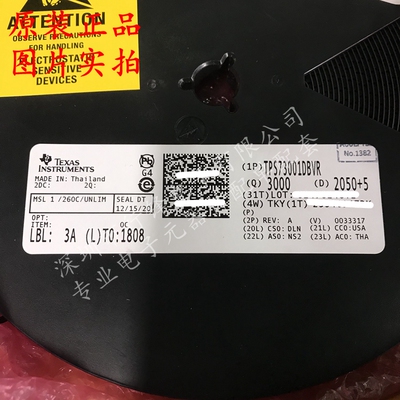 原装正品
图片实拍
ATTENTION
OBSERVE PRECAUTIONS
FOR HANDLING
ELECTROSTATIC
SENSITIVE
DEVICES
TEXAS
INSTRUMENTS
Pb
G4
MADE IN: Thailand
2DC: 2Q:
MSL 1 /260C/UNLIM
SEAL DT
12/15/20
OPT:
ITEM: OC
LBL: 3A (L)TO:1808
(1P) TPS73001DBVR
(Q) 3000 (D) 2050+5
(31T)LOT:
(4W) TKY(1T)
(P)
(2P) REV: A (V) 0033317
(20L) CSO:DLN (21L) CCO:USA
(22L) ASO:NS2 (23L) ACO: THA
No.1382
深圳
公司
专业电子元器
配套